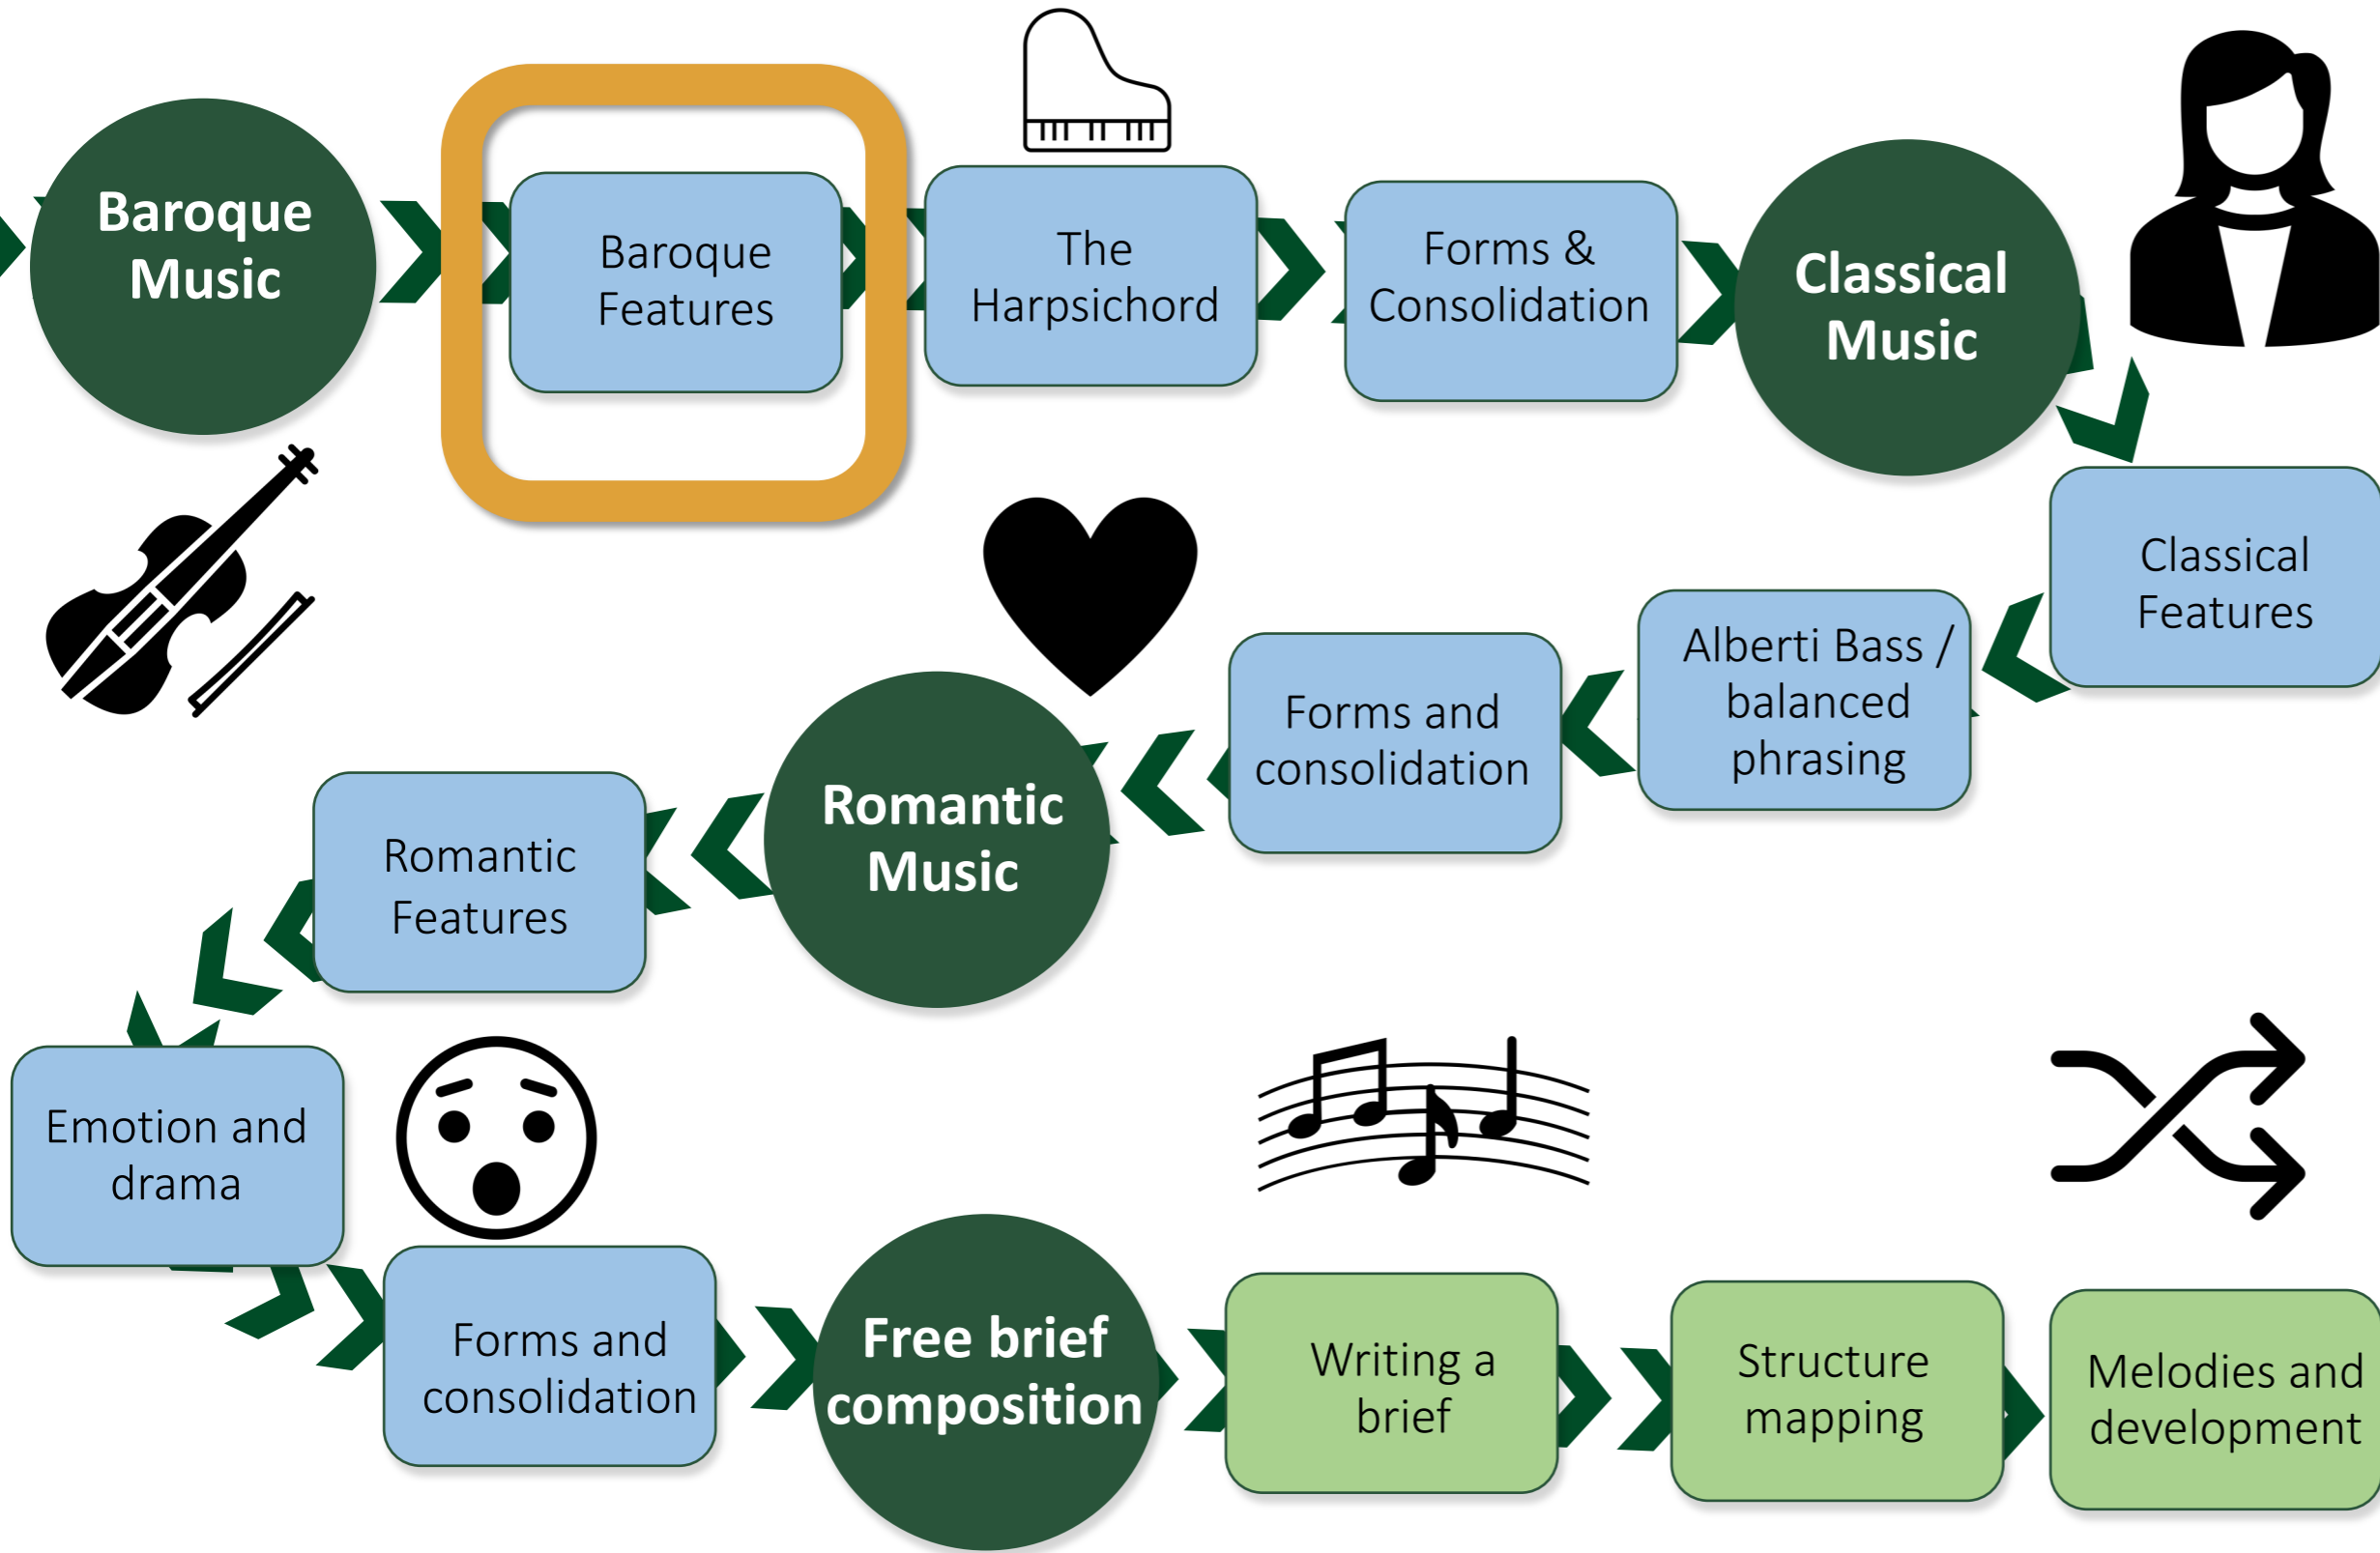 Baroque
Music
Baroque
Features
The
Harpsichord
Forms &
Consolidation
Classical
Music
Classical
Features
Alberti Bass /
balanced
phrasing
Forms and
consolidation
Romantic
Music
Romantic
Features
Emotion and
drama
Forms and
consolidation
Free brief
composition
Writing a
brief
Structure
mapping
Melodies and
development